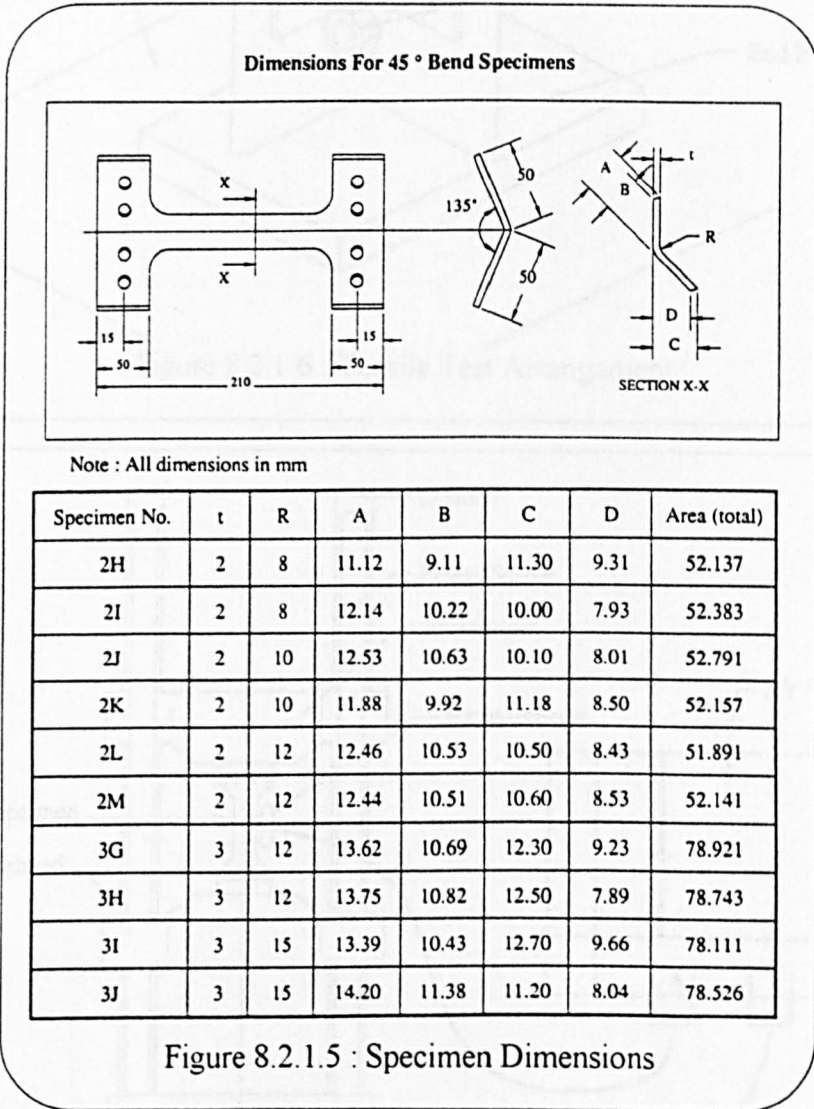 Dimensions For 45 ° Bend Specimens
X
X
15
15
50
50
210
135°
50
50
A
B
t
R
D
C
SECTION X-X
Note : All dimensions in mm
Specimen No. t R A B C D Area (total)
2H 2 8 11.12 9.11 11.30 9.31 52.137
2I 2 8 12.14 10.22 10.00 7.93 52.383
2J 2 10 12.53 10.63 10.10 8.01 52.791
2K 2 10 11.88 9.92 11.18 8.50 52.157
2L 2 12 12.46 10.53 10.50 8.43 51.891
2M 2 12 12.44 10.51 10.60 8.53 52.141
3G 3 12 13.62 10.69 12.30 9.23 78.921
3H 3 12 13.75 10.82 12.50 7.89 78.743
3I 3 15 13.39 10.43 12.70 9.66 78.111
3J 3 15 14.20 11.38 11.20 8.04 78.526
Figure 8.2.1.5 : Specimen Dimensions